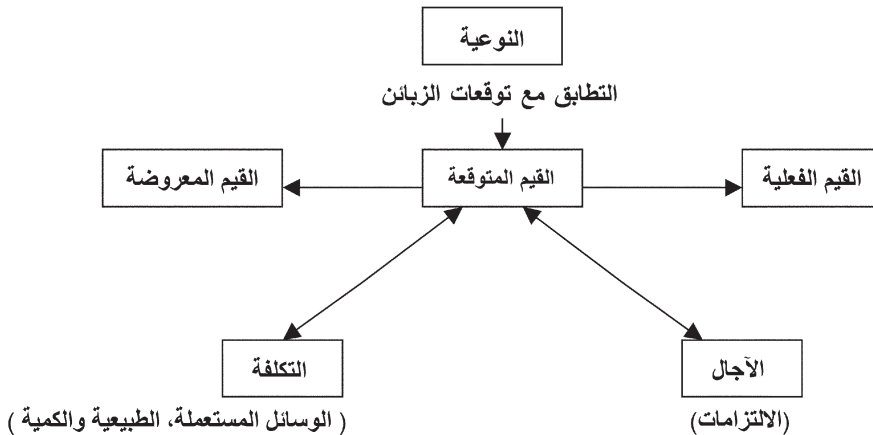 النوعية
التطابق مع توقعات الزبائن
القيم الفعلية
القيم المتوقعة
القيم المعروضة
الآجال
التكلفة
(الالتزامات)
( الوسائل المستعملة، الطبيعية والكمية )